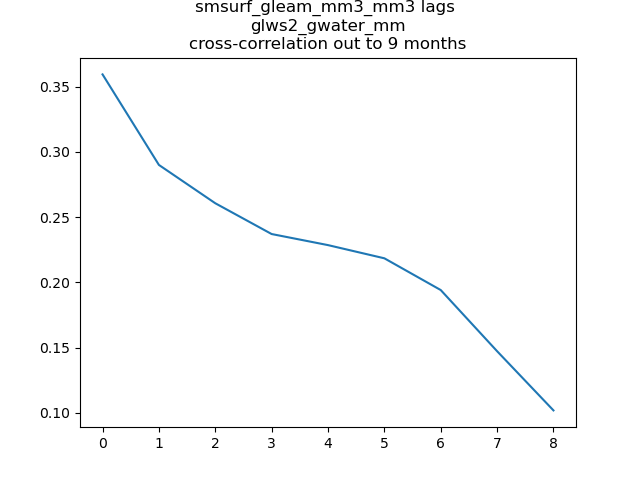 smsurf_gleam_mm3_mm3 lags
glws2_gwater_mm
cross-correlation out to 9 months
0.35
0.30
0.25
0.20
0.15
0.10
0 1 2 3 4 5 6 7 8